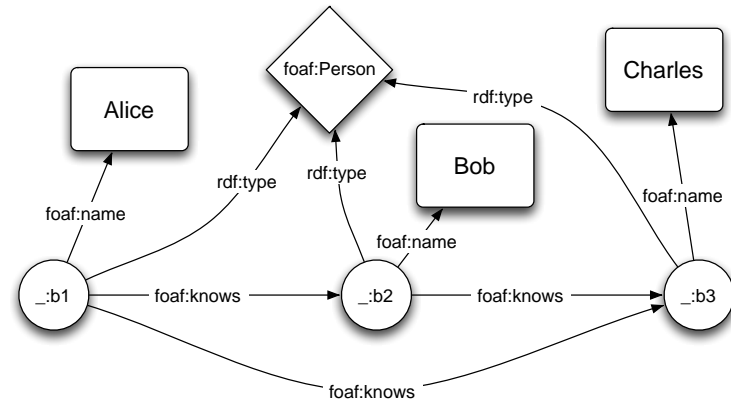 foaf:Person
Charles
Alice
rdf:type
Bob
rdf:type
rdf:type
foaf:name
foaf:name
foaf:name
_:b1
foaf:knows
_:b2
foaf:knows
_:b3
foaf:knows